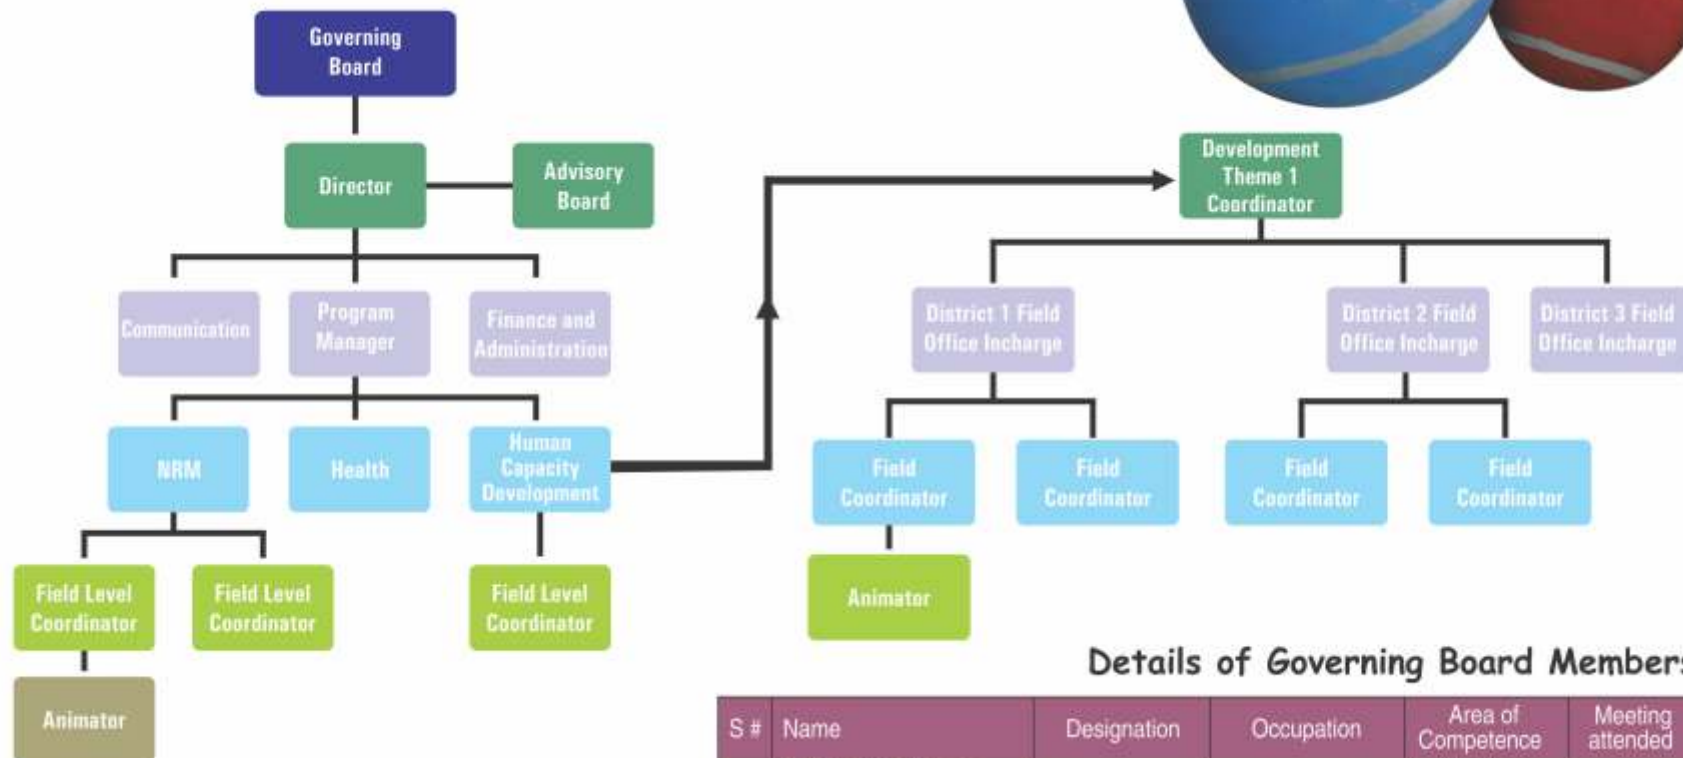 Governing
Board
Director
Advisory
Board
Communication
Program
Manager
Finance and
Administration
NRM
Health
Human
Capacity
Development
Field Level
Coordinator
Field Level
Coordinator
Field Level
Coordinator
Animator
Development
Theme 1
Coordinator
District 1 Field
Office Incharge
District 2 Field
Office Incharge
District 3 Field
Office Incharge
Field
Coordinator
Field
Coordinator
Field
Coordinator
Field
Coordinator
Animator
Details of Governing Board Members
S # Name Designation Occupation Area of Competence Meeting attended